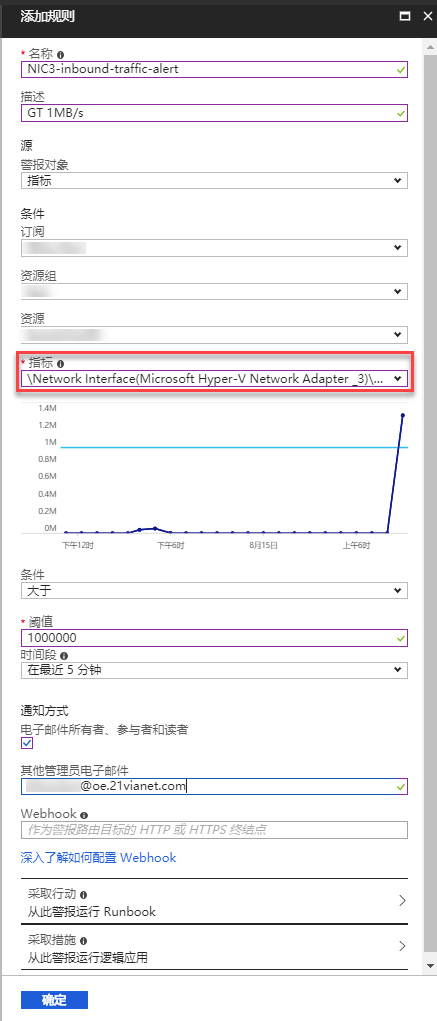 添加规则
* 名称
NIC3-inbound-traffic-alert
描述
GT 1MB/s
源
警报对象
指标
条件
订阅
资源组
资源
* 指标
\Network Interface(Microsoft Hyper-V Network Adapter _3)\...
1.4M
1.2M
1M
0.8M
0.6M
0.4M
0.2M
0M
下午12时 下午6时 8月15日 上午6时
条件
大于
* 阈值
1000000
时间段
在最近 5 分钟
通知方式
电子邮件所有者、参与者和读者
其他管理员电子邮件
@oe.21vianet.com
Webhook
作为警报路由目标的 HTTP 或 HTTPS 终结点
深入了解如何配置 Webhook
采取行动
从此警报运行 Runbook
采取措施
从此警报运行逻辑应用
确定